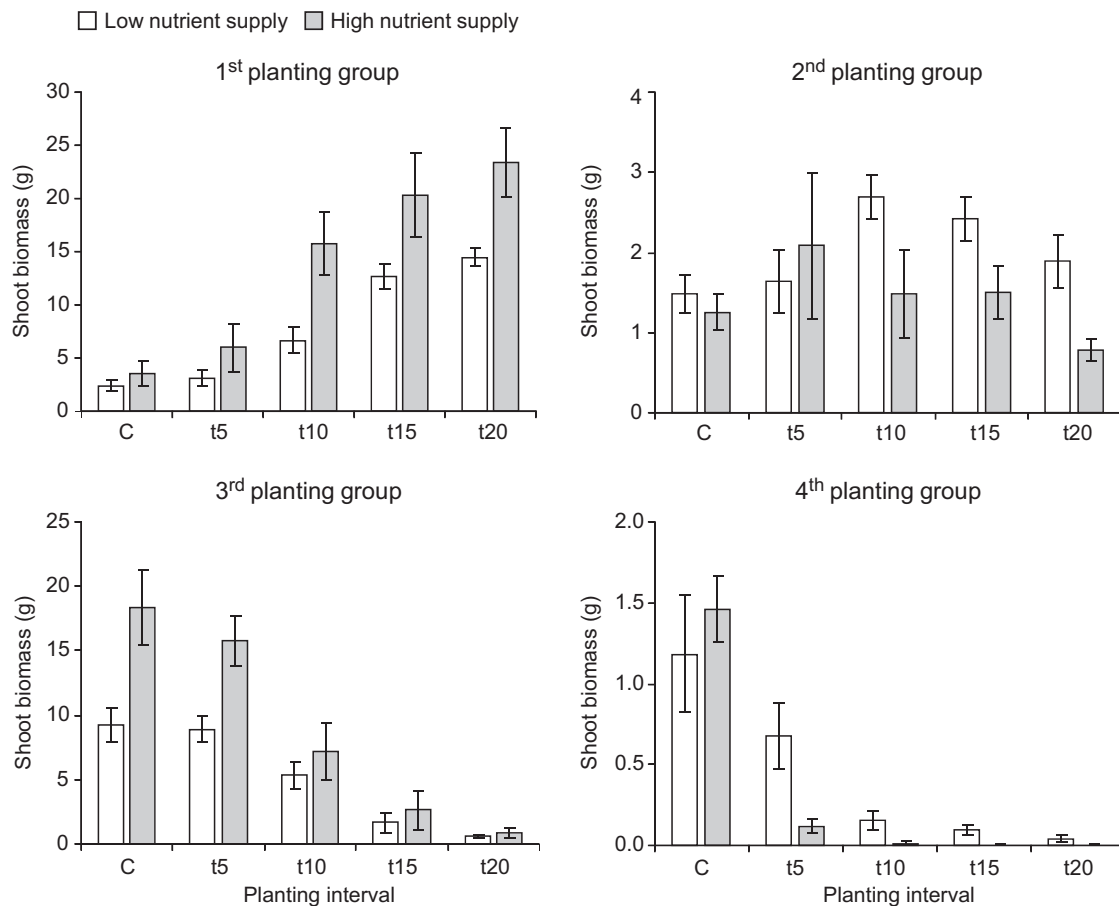 Low nutrient supply High nutrient supply
1st planting group
30
25
20
15
10
5
0
Shoot biomass (g)
C t5 t10 t15 t20
2nd planting group
4
3
2
1
0
Shoot biomass (g)
C t5 t10 t15 t20
3rd planting group
25
20
15
10
5
0
Shoot biomass (g)
C t5 t10 t15 t20
Planting interval
4th planting group
2.0
1.5
1.0
0.5
0.0
Shoot biomass (g)
C t5 t10 t15 t20
Planting interval